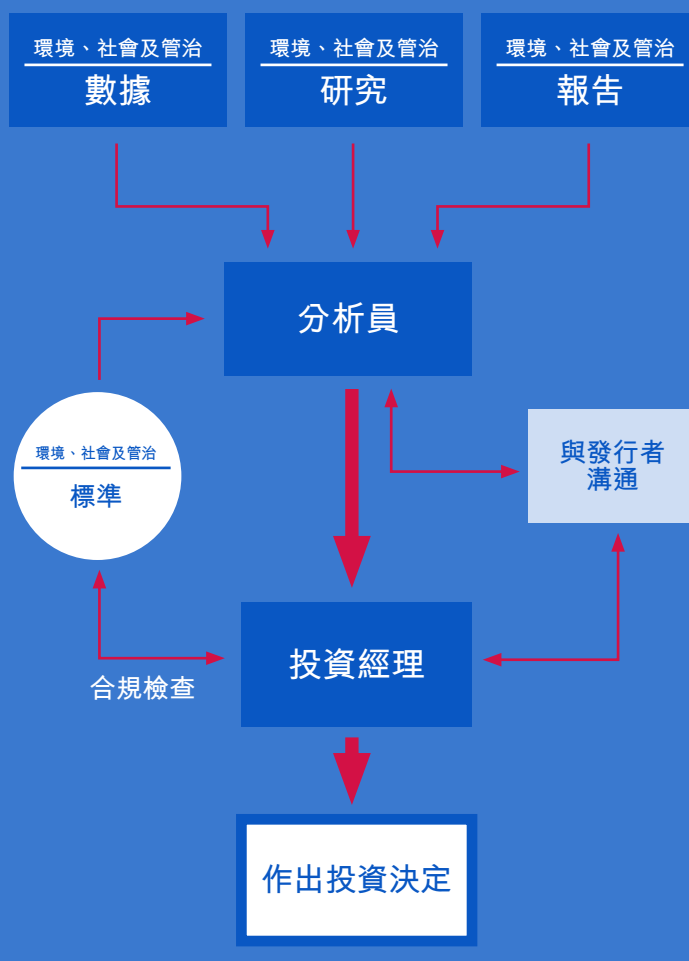 環境、社會及管治
數據
環境、社會及管治
研究
環境、社會及管治
報告
分析員
環境、社會及管治
標準
與發行者
溝通
投資經理
合規檢查
作出投資決定